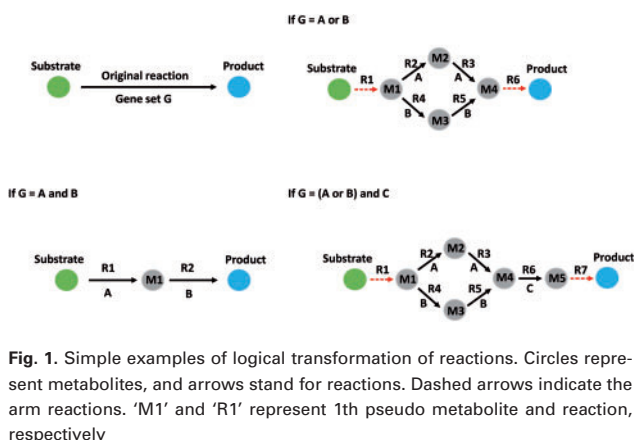 If G = A or B
Substrate
Original reaction
Product
Gene set G
Substrate
R1
M1
R2
A
M2
R3
A
R4
B
M3
R5
B
M4
R6
Product
If G = A and B
Substrate
R1
A
M1
R2
B
Product
If G = (A or B) and C
Substrate
R1
M1
R2
A
M2
R3
A
R4
B
M3
R5
B
M4
R6
C
M5
R7
Product
Fig. 1. Simple examples of logical transformation of reactions. Circles repre-
sent metabolites, and arrows stand for reactions. Dashed arrows indicate the
arm reactions. ‘M1’ and ‘R1’ represent 1th pseudo metabolite and reaction,
respectively